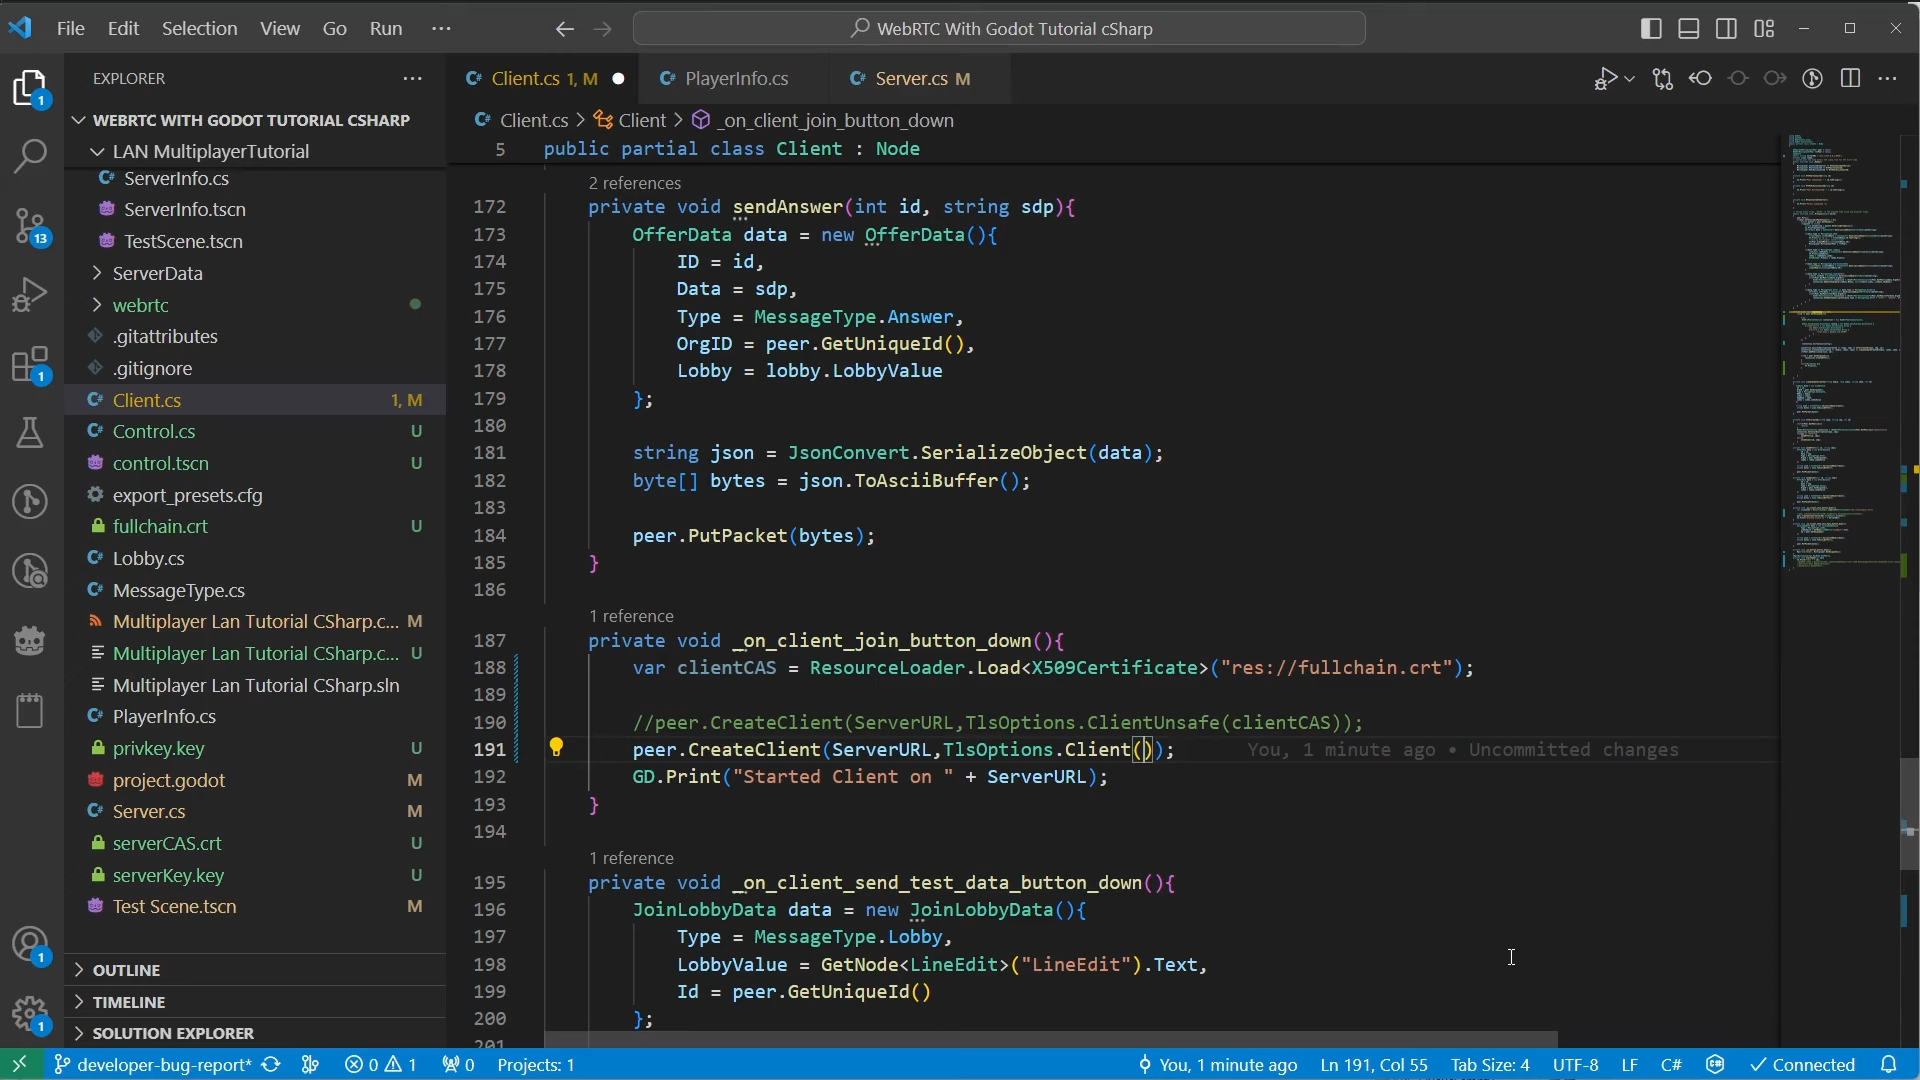 File Edit Selection View Go Run ···
WebRTC With Godot Tutorial cSharp
EXPLORER
WEBRTC WITH GODOT TUTORIAL CSHARP
LAN MultiplayerTutorial
ServerInfo.cs
ServerInfo.tscn
TestScene.tscn
ServerData
webrtc
.gitattributes
.gitignore
Client.cs 1, M
Control.cs U
control.tscn U
export_presets.cfg
fullchain.crt U
Lobby.cs
MessageType.cs
Multiplayer Lan Tutorial CSharp.c... M
Multiplayer Lan Tutorial CSharp.c... U
Multiplayer Lan Tutorial CSharp.sln
PlayerInfo.cs
privkey.key U
project.godot M
Server.cs M
serverCAS.crt U
serverKey.key U
Test Scene.tscn M
OUTLINE
TIMELINE
SOLUTION EXPLORER
1
13
1
1
1
Client.cs 1, M PlayerInfo.cs Server.cs M
Client.cs > Client > _on_client_join_button_down
5 public partial class Client : Node
2 references
172 private void sendAnswer(int id, string sdp){
173 OfferData data = new OfferData(){
174 ID = id,
175 Data = sdp,
176 Type = MessageType.Answer,
177 OrgID = peer.GetUniqueId(),
178 Lobby = lobby.LobbyValue
179 };
180
181 string json = JsonConvert.SerializeObject(data);
182 byte[] bytes = json.ToAsciiBuffer();
183
184 peer.PutPacket(bytes);
185 }
186
1 reference
187 private void _on_client_join_button_down(){
188 var clientCAS = ResourceLoader.Load<X509Certificate>("res://fullchain.crt");
189
190 //peer.CreateClient(ServerURL,TlsOptions.ClientUnsafe(clientCAS));
191 peer.CreateClient(ServerURL,TlsOptions.Client()); You, 1 minute ago • Uncommitted changes
192 GD.Print("Started Client on " + ServerURL);
193 }
194
1 reference
195 private void _on_client_send_test_data_button_down(){
196 JoinLobbyData data = new JoinLobbyData(){
197 Type = MessageType.Lobby,
198 LobbyValue = GetNode<LineEdit>("LineEdit").Text,
199 Id = peer.GetUniqueId()
200 };
201
developer-bug-report* 0 1 0 Projects: 1 You, 1 minute ago Ln 191, Col 55 Tab Size: 4 UTF-8 LF C# Connected